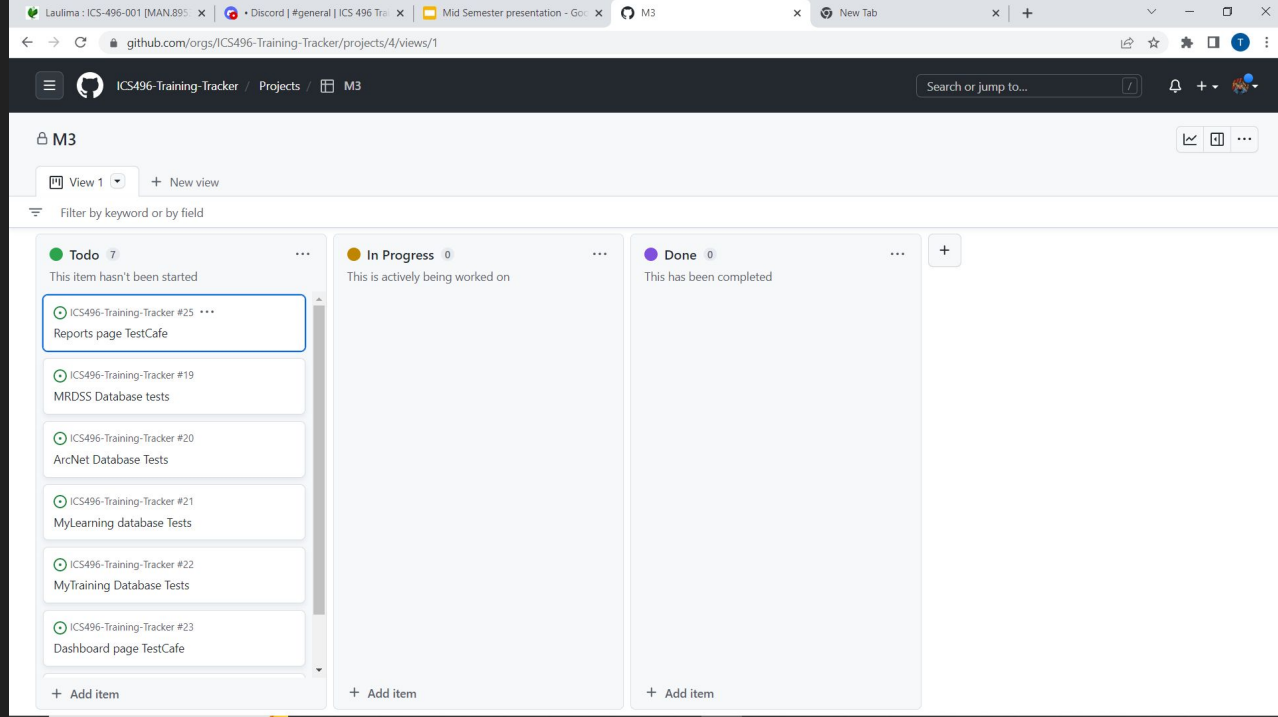 Laulima : ICS-496-001 [MAN.895
• Discord | #general | ICS 496 Tra
Mid Semester presentation - Goo
M3
New Tab
github.com/orgs/ICS496-Training-Tracker/projects/4/views/1
T
ICS496-Training-Tracker / Projects / M3
Search or jump to... /
M3
View 1
+ New view
Filter by keyword or by field
Todo 7
This item hasn't been started
ICS496-Training-Tracker #25
Reports page TestCafe
ICS496-Training-Tracker #19
MRDSS Database tests
ICS496-Training-Tracker #20
ArcNet Database Tests
ICS496-Training-Tracker #21
MyLearning database Tests
ICS496-Training-Tracker #22
MyTraining Database Tests
ICS496-Training-Tracker #23
Dashboard page TestCafe
+ Add item
In Progress 0
This is actively being worked on
+ Add item
Done 0
This has been completed
+ Add item